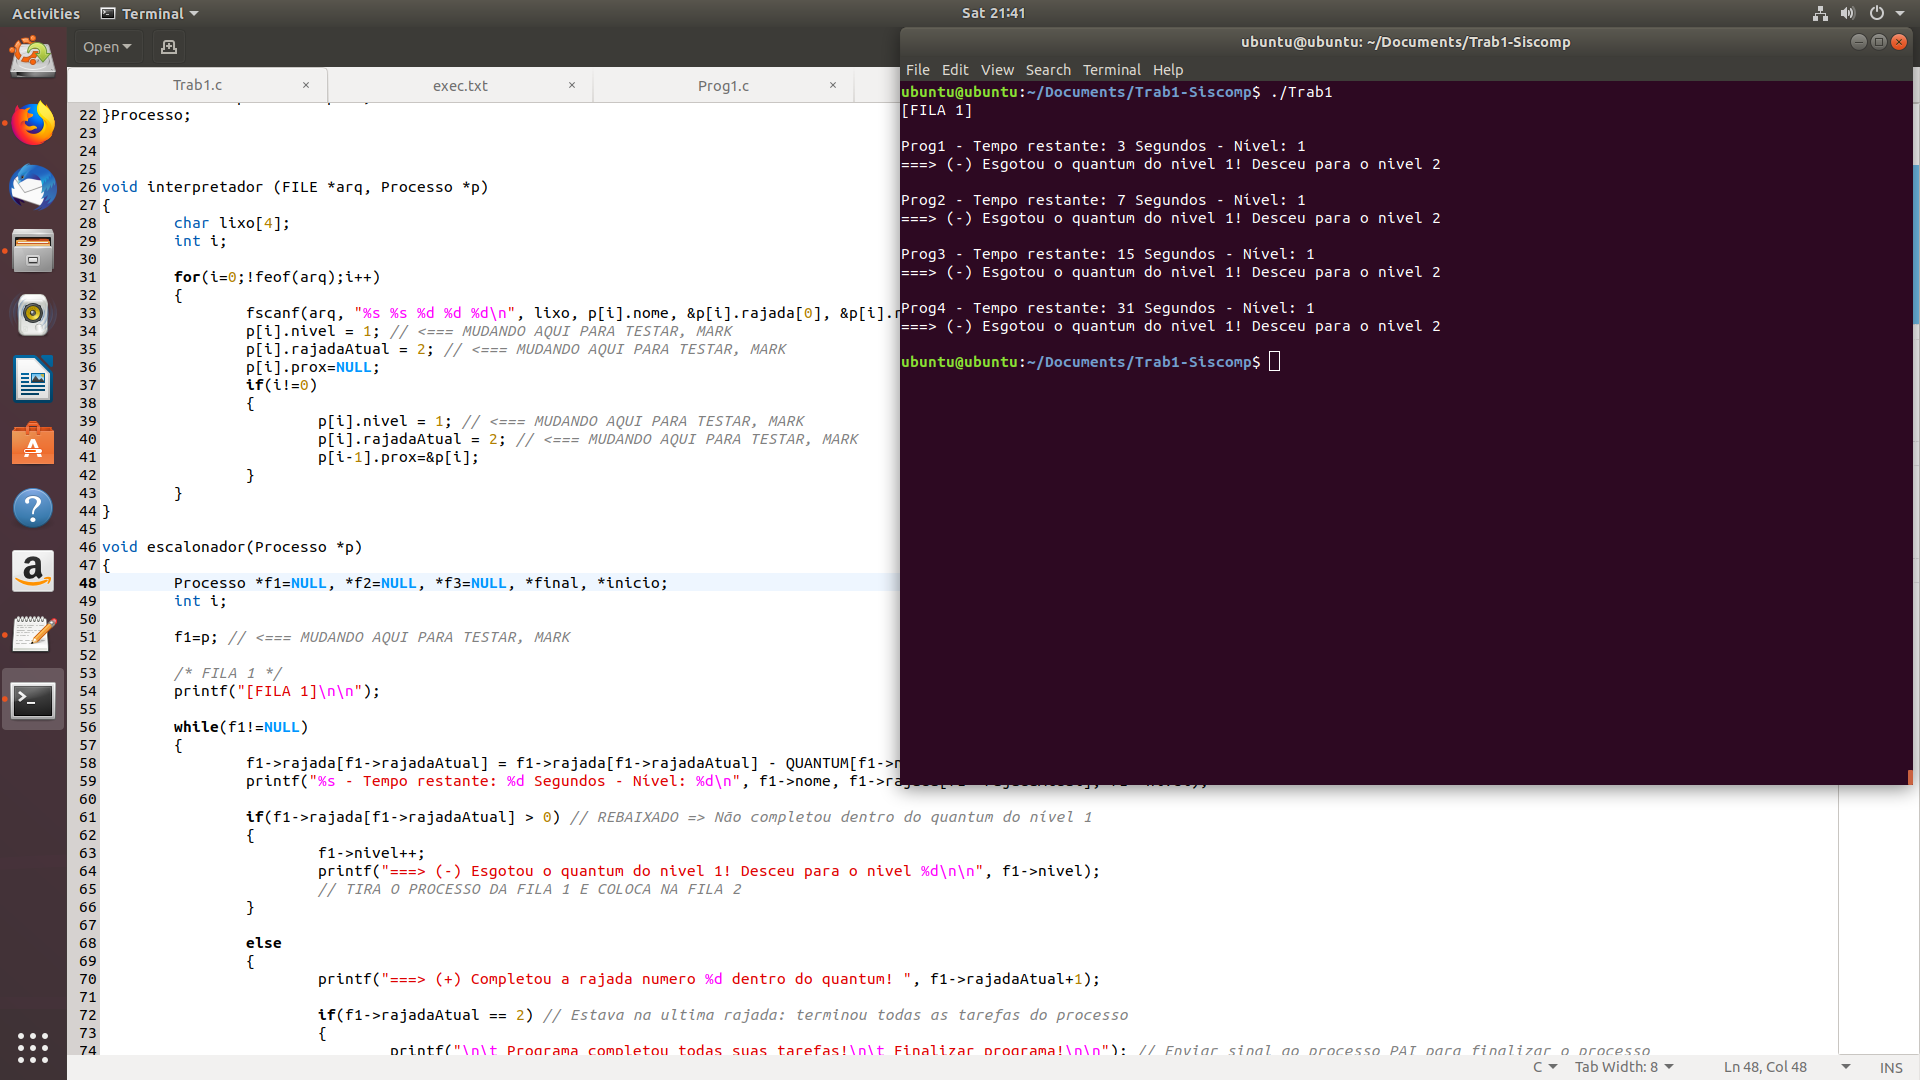 Activities Terminal Sat 21:41
Open
Trab1.c × exec.txt × Prog1.c ×
22 }Processo;
23
24
25
26 void interpretador (FILE *arq, Processo *p)
27 {
28 char lixo[4];
29 int i;
30
31 for(i=0;!feof(arq);i++)
32 {
33 fscanf(arq, "%s %s %d %d %d\n", lixo, p[i].nome, &p[i].rajada[0], &p[i].r
34 p[i].nivel = 1; // <=== MUDANDO AQUI PARA TESTAR, MARK
35 p[i].rajadaAtual = 2; // <=== MUDANDO AQUI PARA TESTAR, MARK
36 p[i].prox=NULL;
37 if(i!=0)
38 {
39 p[i].nivel = 1; // <=== MUDANDO AQUI PARA TESTAR, MARK
40 p[i].rajadaAtual = 2; // <=== MUDANDO AQUI PARA TESTAR, MARK
41 p[i-1].prox=&p[i];
42 }
43 }
44 }
45
46 void escalonador(Processo *p)
47 {
48 Processo *f1=NULL, *f2=NULL, *f3=NULL, *final, *inicio;
49 int i;
50
51 f1=p; // <=== MUDANDO AQUI PARA TESTAR, MARK
52
53 /* FILA 1 */
54 printf("[FILA 1]\n\n");
55
56 while(f1!=NULL)
57 {
58 f1->rajada[f1->rajadaAtual] = f1->rajada[f1->rajadaAtual] - QUANTUM[f1->n
59 printf("%s - Tempo restante: %d Segundos - Nível: %d\n", f1->nome, f1->
60
61 if(f1->rajada[f1->rajadaAtual] > 0) // REBAIXADO => Não completou dentro do quantum do nível 1
62 {
63 f1->nivel++;
64 printf("===> (-) Esgotou o quantum do nivel 1! Desceu para o nivel %d\n\n", f1->nivel);
65 // TIRA O PROCESSO DA FILA 1 E COLOCA NA FILA 2
66 }
67
68 else
69 {
70 printf("===> (+) Completou a rajada numero %d dentro do quantum! ", f1->rajadaAtual+1);
71
72 if(f1->rajadaAtual == 2) // Estava na ultima rajada: terminou todas as tarefas do processo
73 {
74 printf("\n\t Programa completou todas suas tarefas!\n\t Finalizar programa!\n\n"); // Enviar sinal ao processo PAI para finalizar o processo
C Tab Width: 8 Ln 48, Col 48 INS
ubuntu@ubuntu: ~/Documents/Trab1-Siscomp
File Edit View Search Terminal Help
ubuntu@ubuntu:~/Documents/Trab1-Siscomp$ ./Trab1
[FILA 1]
Prog1 - Tempo restante: 3 Segundos - Nível: 1
===> (-) Esgotou o quantum do nivel 1! Desceu para o nivel 2
Prog2 - Tempo restante: 7 Segundos - Nível: 1
===> (-) Esgotou o quantum do nivel 1! Desceu para o nivel 2
Prog3 - Tempo restante: 15 Segundos - Nível: 1
===> (-) Esgotou o quantum do nivel 1! Desceu para o nivel 2
Prog4 - Tempo restante: 31 Segundos - Nível: 1
===> (-) Esgotou o quantum do nivel 1! Desceu para o nivel 2
ubuntu@ubuntu:~/Documents/Trab1-Siscomp$